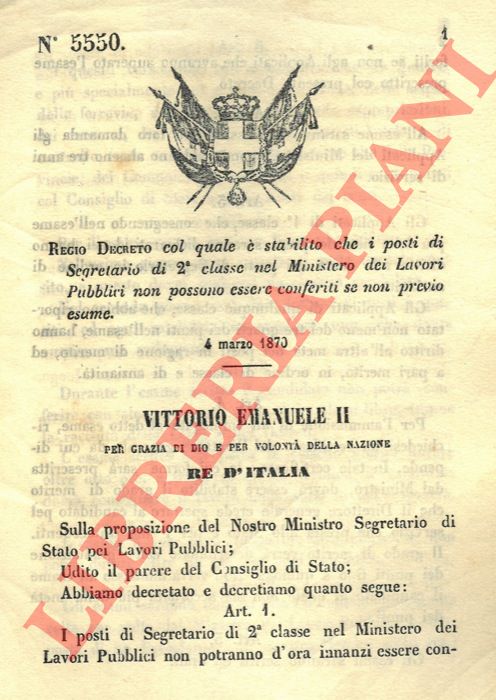 N° 5550.
1
REGIO DECRETO col quale è stabilito che i posti di
Segretario di 2ª classe nel Ministero dei Lavori
Pubblici non possono essere conferiti se non previo
esame.
4 marzo 1870
VITTORIO EMANUELE II
PER GRAZIA DI DIO E PER VOLONTÀ DELLA NAZIONE
RE D'ITALIA
Sulla proposizione del Nostro Ministro Segretario di
Stato pei Lavori Pubblici;
Udito il parere del Consiglio di Stato;
Abbiamo decretato e decretiamo quanto segue:
Art. 1.
I posti di Segretario di 2ª classe nel Ministero dei
Lavori Pubblici non potranno d'ora innanzi essere con-
LIBRERIA PIANI